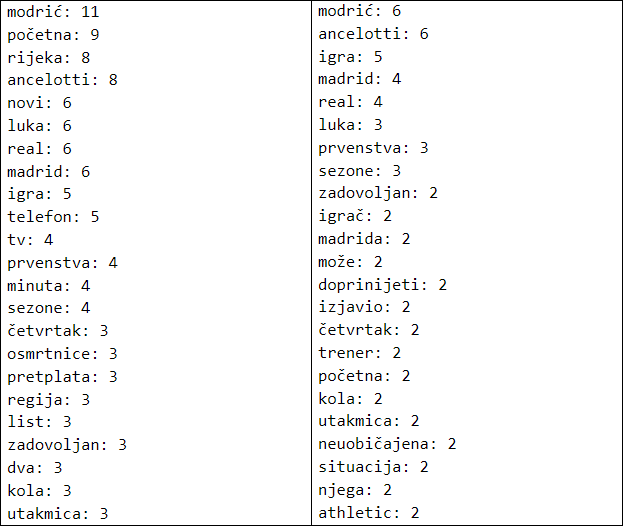 modrić: 11
početna: 9
rijeka: 8
ancelotti: 8
novi: 6
luka: 6
real: 6
madrid: 6
igra: 5
telefon: 5
tv: 4
prvenstva: 4
minuta: 4
sezone: 4
četvrtak: 3
osmrtnice: 3
pretplata: 3
regija: 3
list: 3
zadovoljan: 3
dva: 3
kola: 3
utakmica: 3
modrić: 6
ancelotti: 6
igra: 5
madrid: 4
real: 4
luka: 3
prvenstva: 3
sezone: 3
zadovoljan: 2
igrač: 2
madrida: 2
može: 2
doprinijeti: 2
izjavio: 2
četvrtak: 2
trener: 2
početna: 2
kola: 2
utakmica: 2
neuobičajena: 2
situacija: 2
njega: 2
athletic: 2